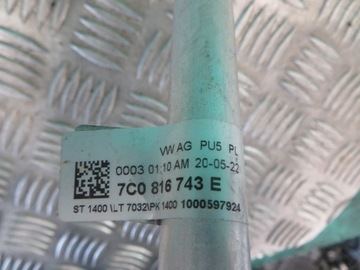 VW AG PU5 PL
0003 01:10 AM 20-05-22
7C0 816 743 E
ST 1400 \LT 7032\PK 1400 1000597924